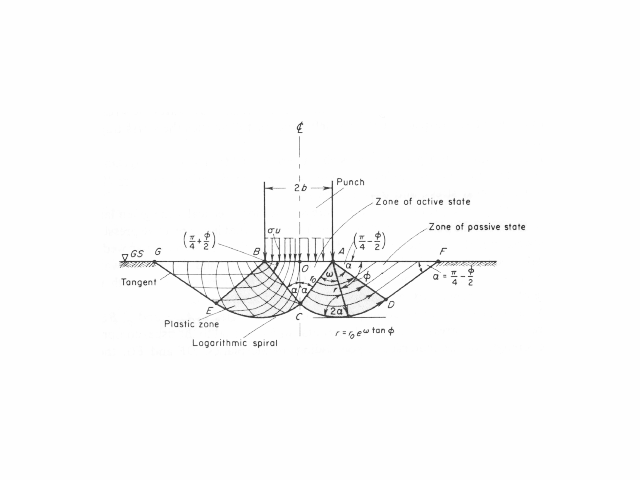 ℄
2b
Punch
Zone of active state
σu
(π/4 + ϕ/2)
(π/4 − ϕ/2)
Zone of passive state
GS G B O A F
r₀ ω α ϕ
α = π/4 − ϕ/2
Tangent
α α r
E D
C 2α
Plastic zone
r = r₀ e^ω tan ϕ
Logarithmic spiral